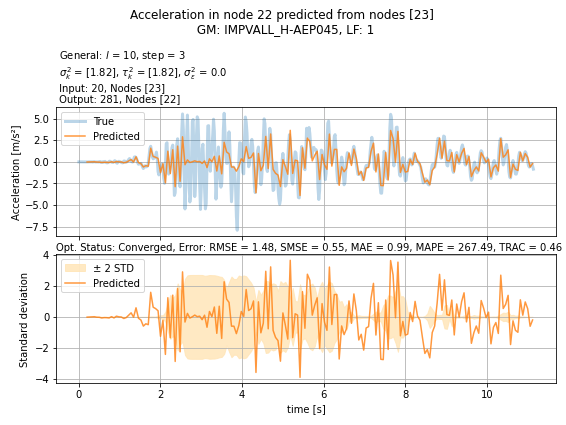 Acceleration in node 22 predicted from nodes [23]
GM: IMPVALL_H-AEP045, LF: 1
General: l = 10, step = 3
σ²ₖ = [1.82], τ²ₖ = [1.82], σ²ε = 0.0
Input: 20, Nodes [23]
Output: 281, Nodes [22]
Acceleration [m/s²]
5.0
2.5
0.0
−2.5
−5.0
−7.5
True
Predicted
Opt. Status: Converged, Error: RMSE = 1.48, SMSE = 0.55, MAE = 0.99, MAPE = 267.49, TRAC = 0.46
Standard deviation
4
2
0
−2
−4
± 2 STD
Predicted
0 2 4 6 8 10
time [s]